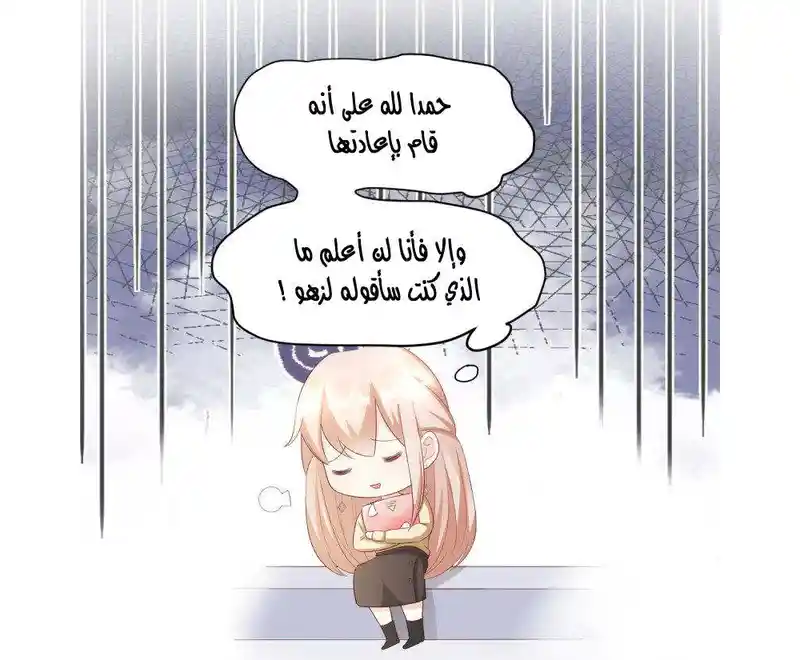 حمدا لله على أنه
قام بإعادتها
وإلا فأنا لن أعلم ما
الذي كنت سأقوله لزهو !